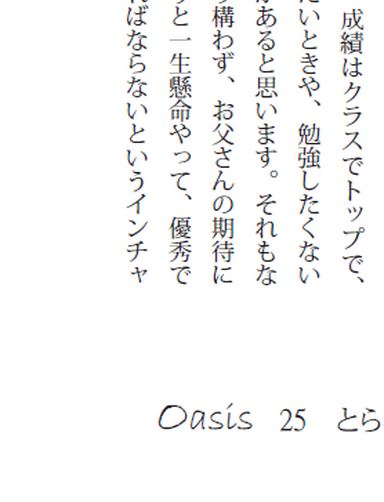 成績はクラスでトップで、
たいときや、勉強したくない
があると思います。それもな
り構わず、お父さんの期待に
っと一生懸命やって、優秀で
ればならないというインチャ
Oasis 25 とら